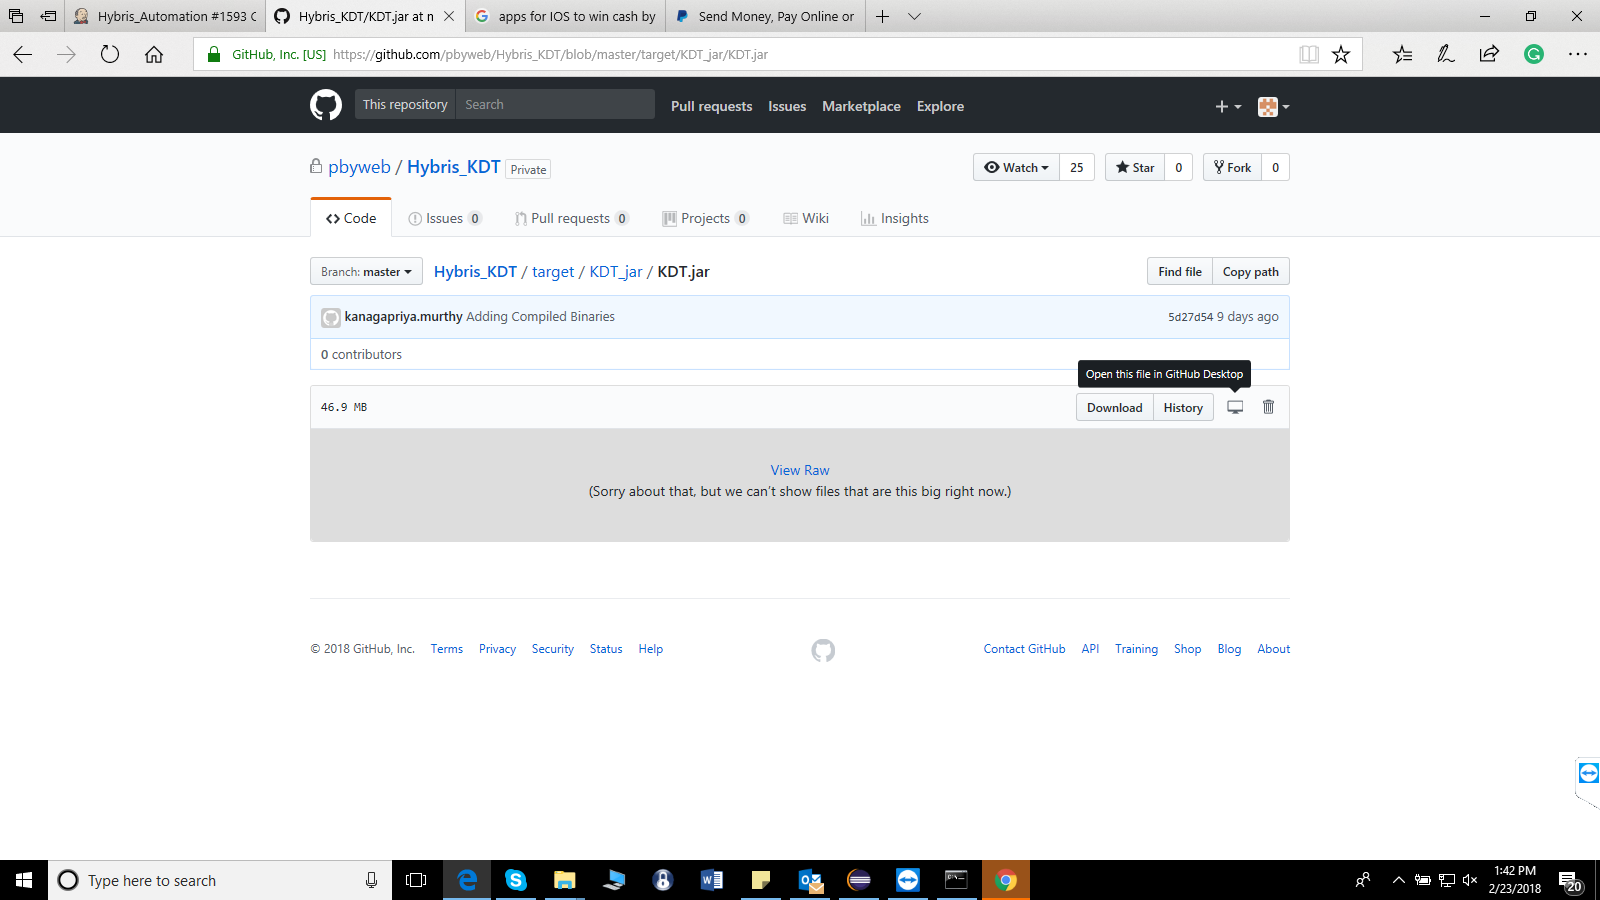 Hybris_Automation #1593 C
Hybris_KDT/KDT.jar at n
apps for IOS to win cash by
Send Money, Pay Online or
GitHub, Inc. [US] https://github.com/pbyweb/Hybris_KDT/blob/master/target/KDT_jar/KDT.jar
This repository Search Pull requests Issues Marketplace Explore
pbyweb / Hybris_KDT Private
Watch 25 Star 0 Fork 0
Code Issues 0 Pull requests 0 Projects 0 Wiki Insights
Branch: master Hybris_KDT / target / KDT_jar / KDT.jar Find file Copy path
kanagapriya.murthy Adding Compiled Binaries 5d27d54 9 days ago
0 contributors
Open this file in GitHub Desktop
46.9 MB Download History
View Raw
(Sorry about that, but we can't show files that are this big right now.)
© 2018 GitHub, Inc. Terms Privacy Security Status Help Contact GitHub API Training Shop Blog About
Type here to search
1:42 PM
2/23/2018
20